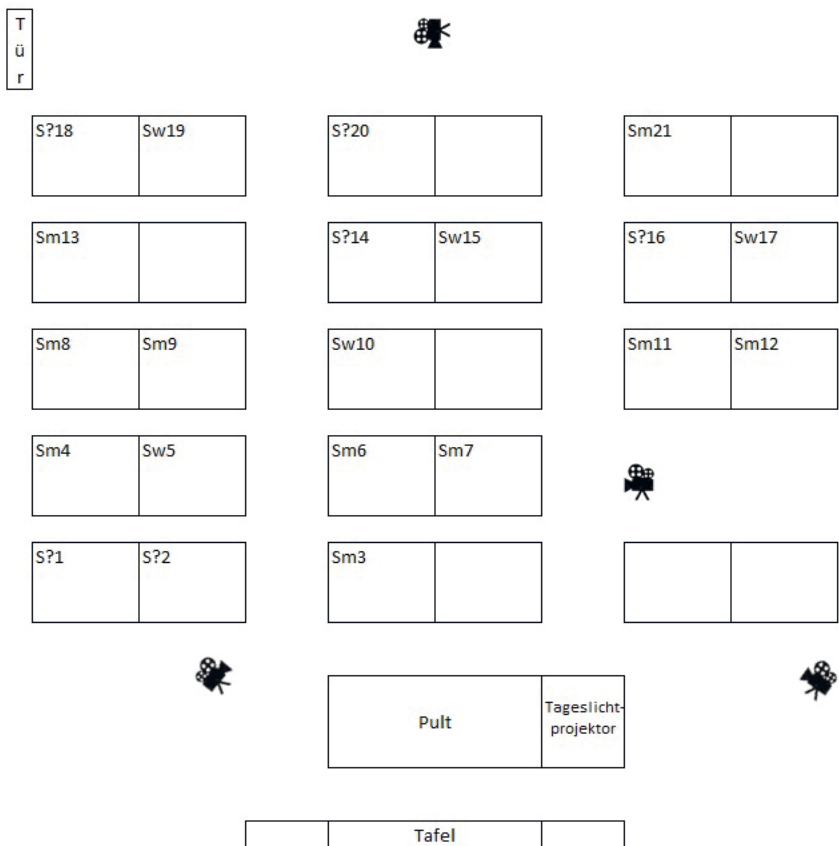 Tür
S?18 Sw19 S?20 Sm21
Sm13 S?14 Sw15 S?16 Sw17
Sm8 Sm9 Sw10 Sm11 Sm12
Sm4 Sw5 Sm6 Sm7
S?1 S?2 Sm3
Pult
Tageslicht-
projektor
Tafel